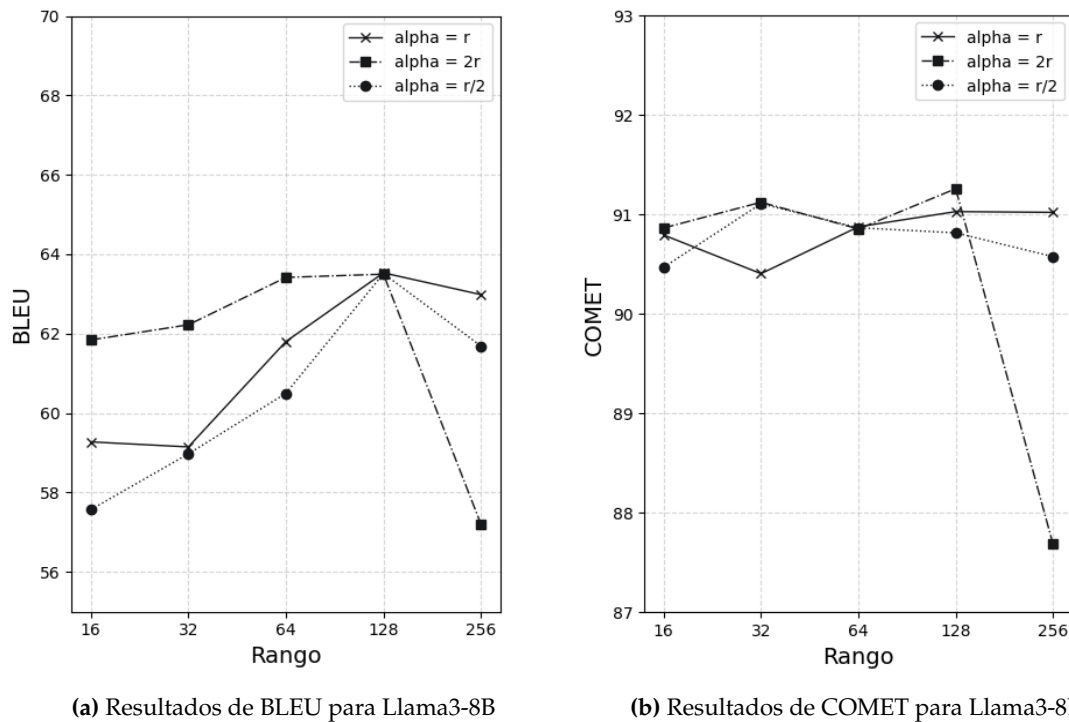 70
68
66
64
62
60
58
56
BLEU
alpha = r
alpha = 2r
alpha = r/2
16 32 64 128 256
Rango
(a) Resultados de BLEU para Llama3-8B
93
92
91
90
89
88
87
COMET
alpha = r
alpha = 2r
alpha = r/2
16 32 64 128 256
Rango
(b) Resultados de COMET para Llama3-8